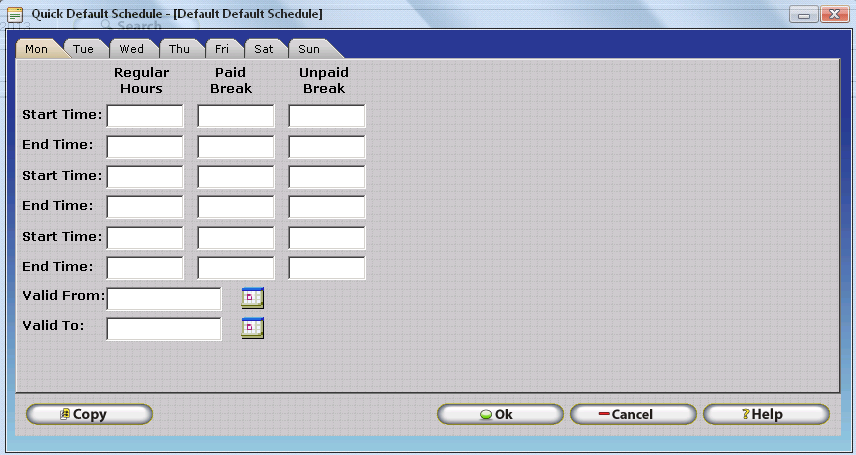 Quick Default Schedule - [Default Default Schedule]
2013 Search
Mon Tue Wed Thu Fri Sat Sun
Regular Paid Unpaid
Hours Break Break
Start Time:
End Time:
Start Time:
End Time:
Start Time:
End Time:
Valid From:
Valid To:
Copy Ok Cancel ?Help